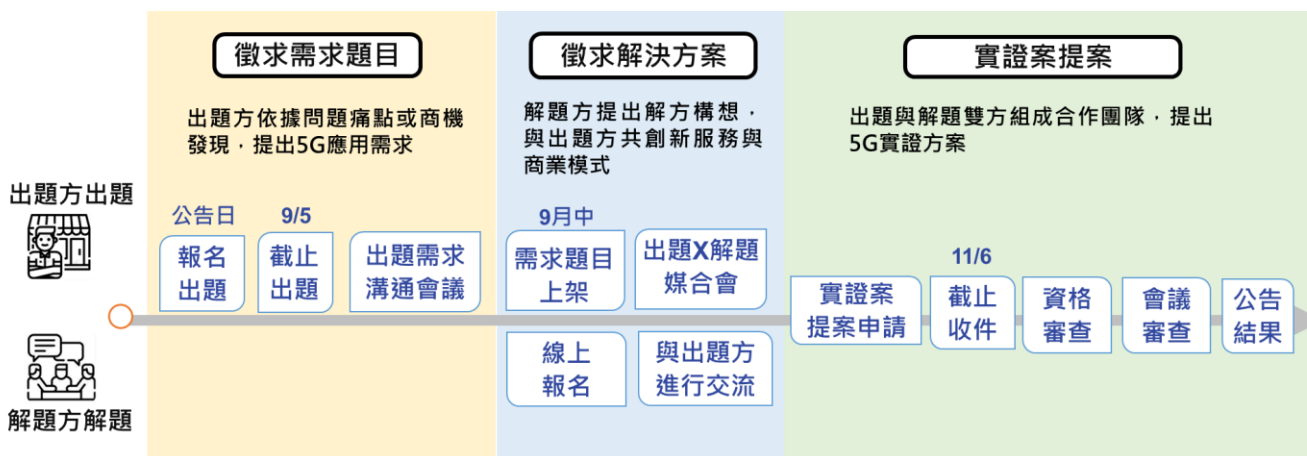 徵求需求題目
出題方依據問題痛點或商機
發現，提出5G應用需求
徵求解決方案
解題方提出解方構想，
與出題方共創新服務與
商業模式
實證案提案
出題與解題雙方組成合作團隊，提出
5G實證方案
出題方出題
公告日
報名
出題
9/5
截止
出題
出題需求
溝通會議
9月中
需求題目
上架
出題X解題
媒合會
實證案
提案申請
11/6
截止
收件
資格
審查
會議
審查
公告
結果
解題方解題
線上
報名
與出題方
進行交流